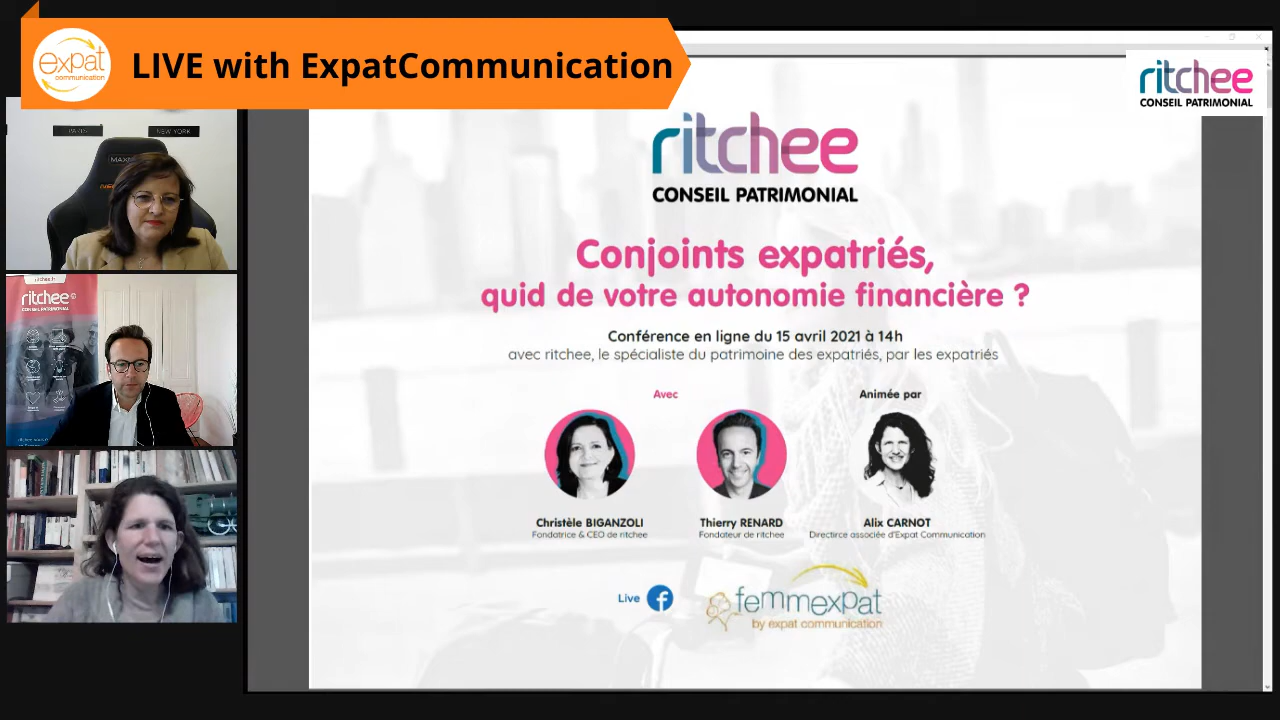 expat
communication
LIVE with ExpatCommunication
ritchee
CONSEIL PATRIMONIAL
PARIS
NEW YORK
ritchee.fr
ritchee
CONSEIL PATRIMONIAL
ritchee
CONSEIL PATRIMONIAL
Conjoints expatriés,
quid de votre autonomie financière ?
Conférence en ligne du 15 avril 2021 à 14h
avec ritchee, le spécialiste du patrimoine des expatriés, par les expatriés
Avec
Animée par
Christèle BIGANZOLI
Fondatrice & CEO de ritchee
Thierry RENARD
Fondateur de ritchee
Alix CARNOT
Directirce associée d'Expat Communication
Live
femmexpat
by expat communication